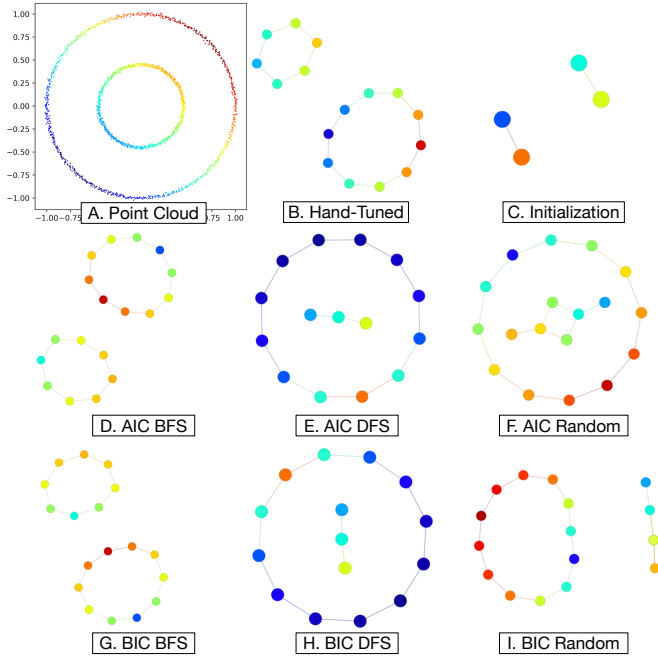 1.00
0.75
0.50
0.25
0.00
−0.25
−0.50
−0.75
−1.00
−1.00 −0.75 0.75 1.00
A. Point Cloud
B. Hand-Tuned
C. Initialization
D. AIC BFS
E. AIC DFS
F. AIC Random
G. BIC BFS
H. BIC DFS
I. BIC Random